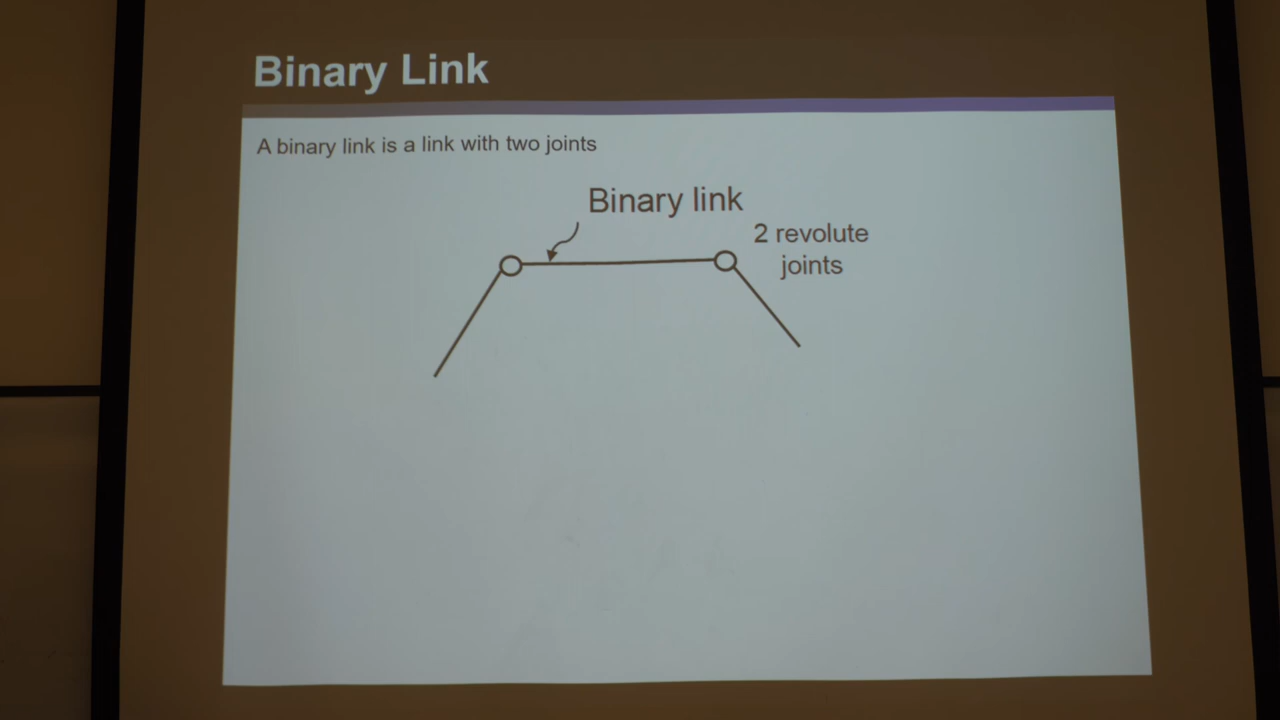 Binary Link
A binary link is a link with two joints
Binary link
2 revolute
joints